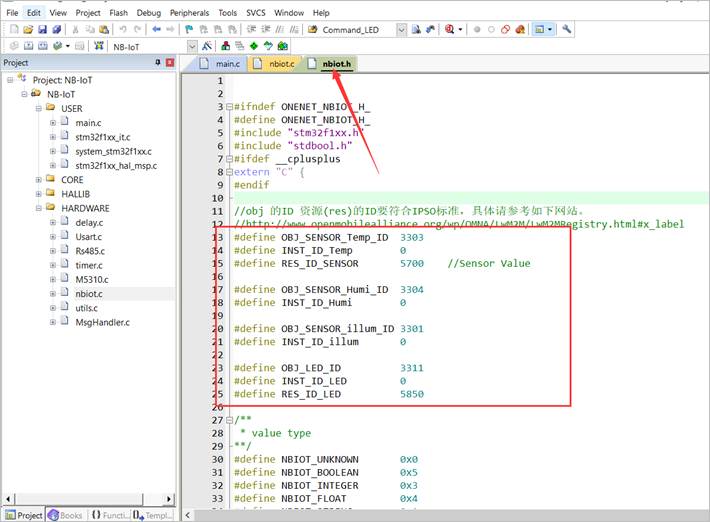 File Edit View Project Flash Debug Peripherals Tools SVCS Window Help
Command_LED
NB-IoT
Project
main.c nbiot.c nbiot.h
Project: NB-IoT
NB-IoT
USER
main.c
stm32f1xx_it.c
system_stm32f1xx.c
stm32f1xx_hal_msp.c
CORE
HALLIB
HARDWARE
delay.c
Usart.c
Rs485.c
timer.c
M5310.c
nbiot.c
utils.c
MsgHandler.c
Project Books Functi... Templ...
1
2
3 #ifndef ONENET_NBIOT_H_
4 #define ONENET_NBIOT_H_
5 #include "stm32f1xx.h"
6 #include "stdbool.h"
7 #ifdef __cplusplus
8 extern "C" {
9 #endif
10
11 //obj 的ID 资源(res)的ID要符合IPSO标准，具体请参考如下网站。
12 //http://www.openmobilealliance.org/wp/OMNA/LwM2M/LwM2MRegistry.html#x_label
13 #define OBJ_SENSOR_Temp_ID 3303
14 #define INST_ID_Temp 0
15 #define RES_ID_SENSOR 5700 //Sensor Value
16
17 #define OBJ_SENSOR_Humi_ID 3304
18 #define INST_ID_Humi 0
19
20 #define OBJ_SENSOR_illum_ID 3301
21 #define INST_ID_illum 0
22
23 #define OBJ_LED_ID 3311
24 #define INST_ID_LED 0
25 #define RES_ID_LED 5850
26
27 /**
28 * value type
29 **/
30 #define NBIOT_UNKNOWN 0x0
31 #define NBIOT_BOOLEAN 0x5
32 #define NBIOT_INTEGER 0x3
33 #define NBIOT_FLOAT 0x4